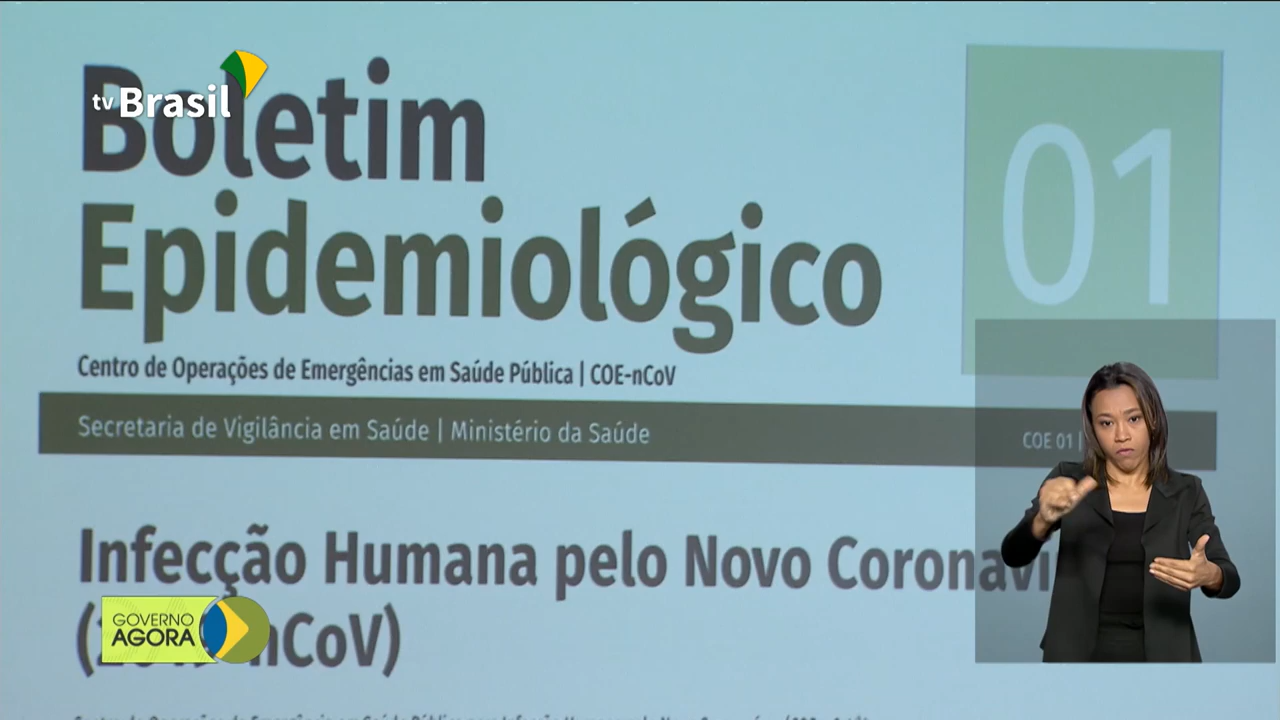 tv Brasil
Boletim
Epidemiológico
01
Centro de Operações de Emergências em Saúde Pública | COE-nCoV
Secretaria de Vigilância em Saúde | Ministério da Saúde
COE 01 |
Infecção Humana pelo Novo Coronavi
nCoV)
GOVERNO
AGORA